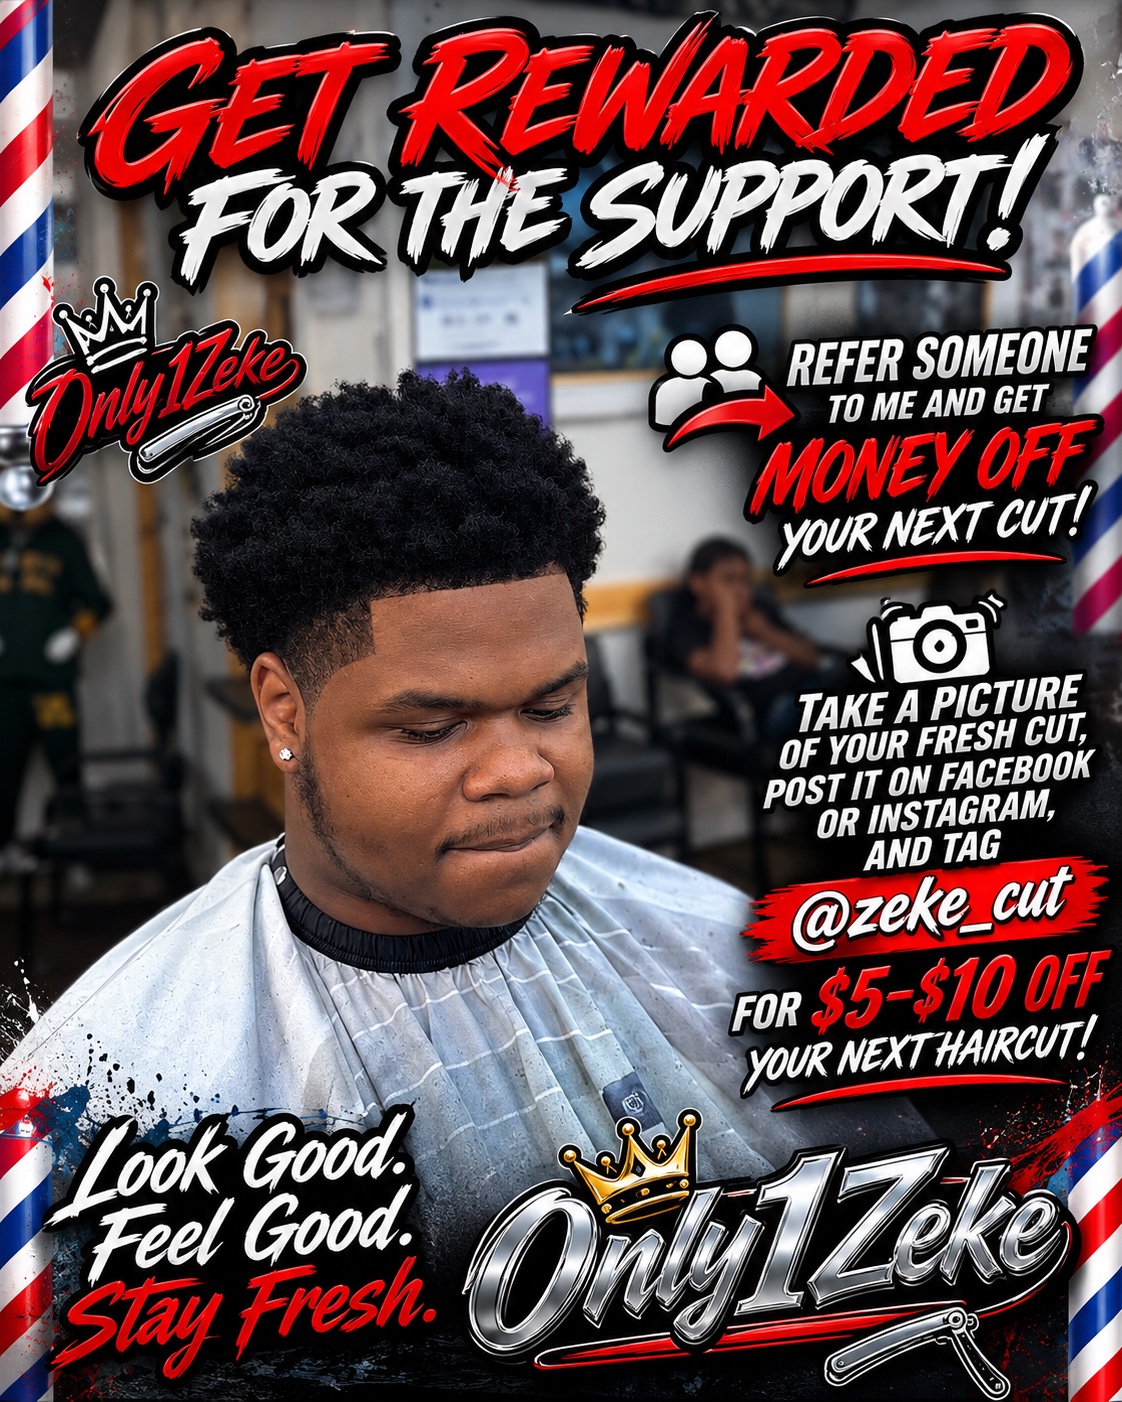 GET REWARDED
FOR THE SUPPORT!
Only1Zeke
REFER SOMEONE
TO ME AND GET
MONEY OFF
YOUR NEXT CUT!
TAKE A PICTURE
OF YOUR FRESH CUT,
POST IT ON FACEBOOK
OR INSTAGRAM,
AND TAG
@zeke_cut
FOR $5-$10 OFF
YOUR NEXT HAIRCUT!
Look Good.
Feel Good.
Stay Fresh.
Only1Zeke